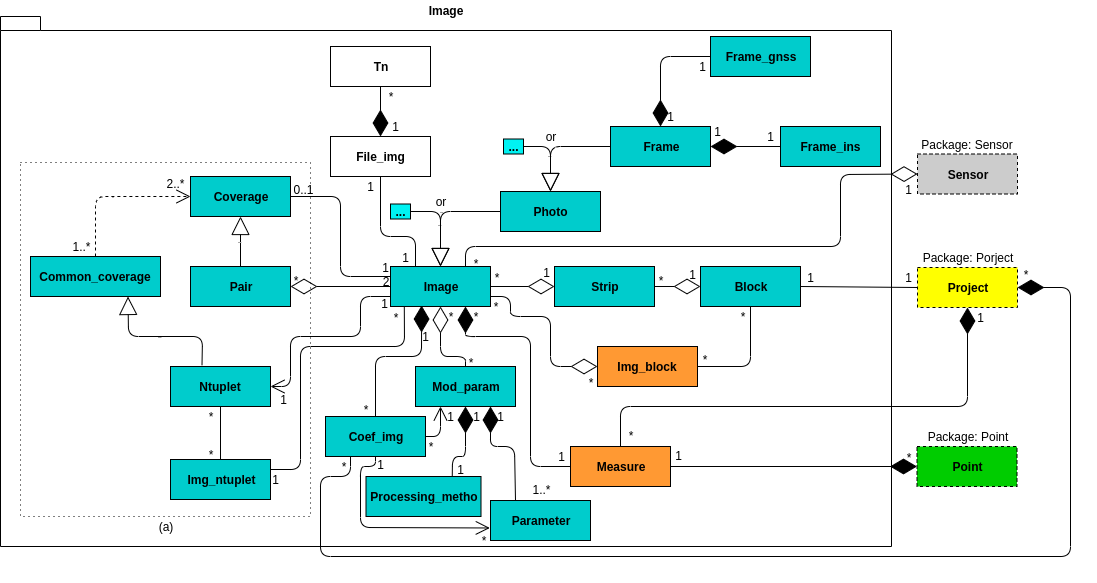 Image
Frame_gnss
1
Tn
*
1
1
File_img
or
...
Frame
1
1
Frame_ins
Package: Sensor
Sensor
1
2..*
Coverage
0..1
1
or
...
Photo
1..*
Common_coverage
Pair
*
1
2
1
1
*
Image
*
*
1
Strip
*
1
Block
1
1
Package: Porject
Project
*
1
*
*
*
1
*
*
Img_block
*
*
Ntuplet
1
*
Mod_param
*
Coef_img
1
1
1
*
*
*
Img_ntuplet
1
*
1
1
Processing_metho
1..*
Parameter
*
*
1
Measure
1
Package: Point
*
Point
(a)